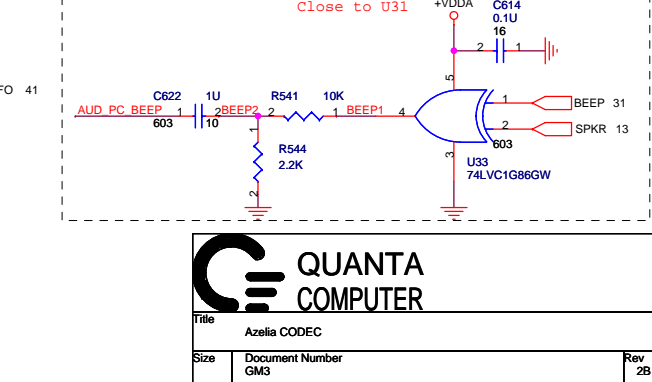 Close to U31
+VDDA
C614
0.1U
16
2 1
FO 41
5
C622 1U
R541 10K
AUD_PC_BEEP 1 2 BEEP2 2 1 BEEP1 4
603 10
1 BEEP 31
2 SPKR 13
603
1
R544
2.2K
2
3
U33
74LVC1G86GW
QUANTA
COMPUTER
Title
Azelia CODEC
Size Document Number Rev
GM3 2B